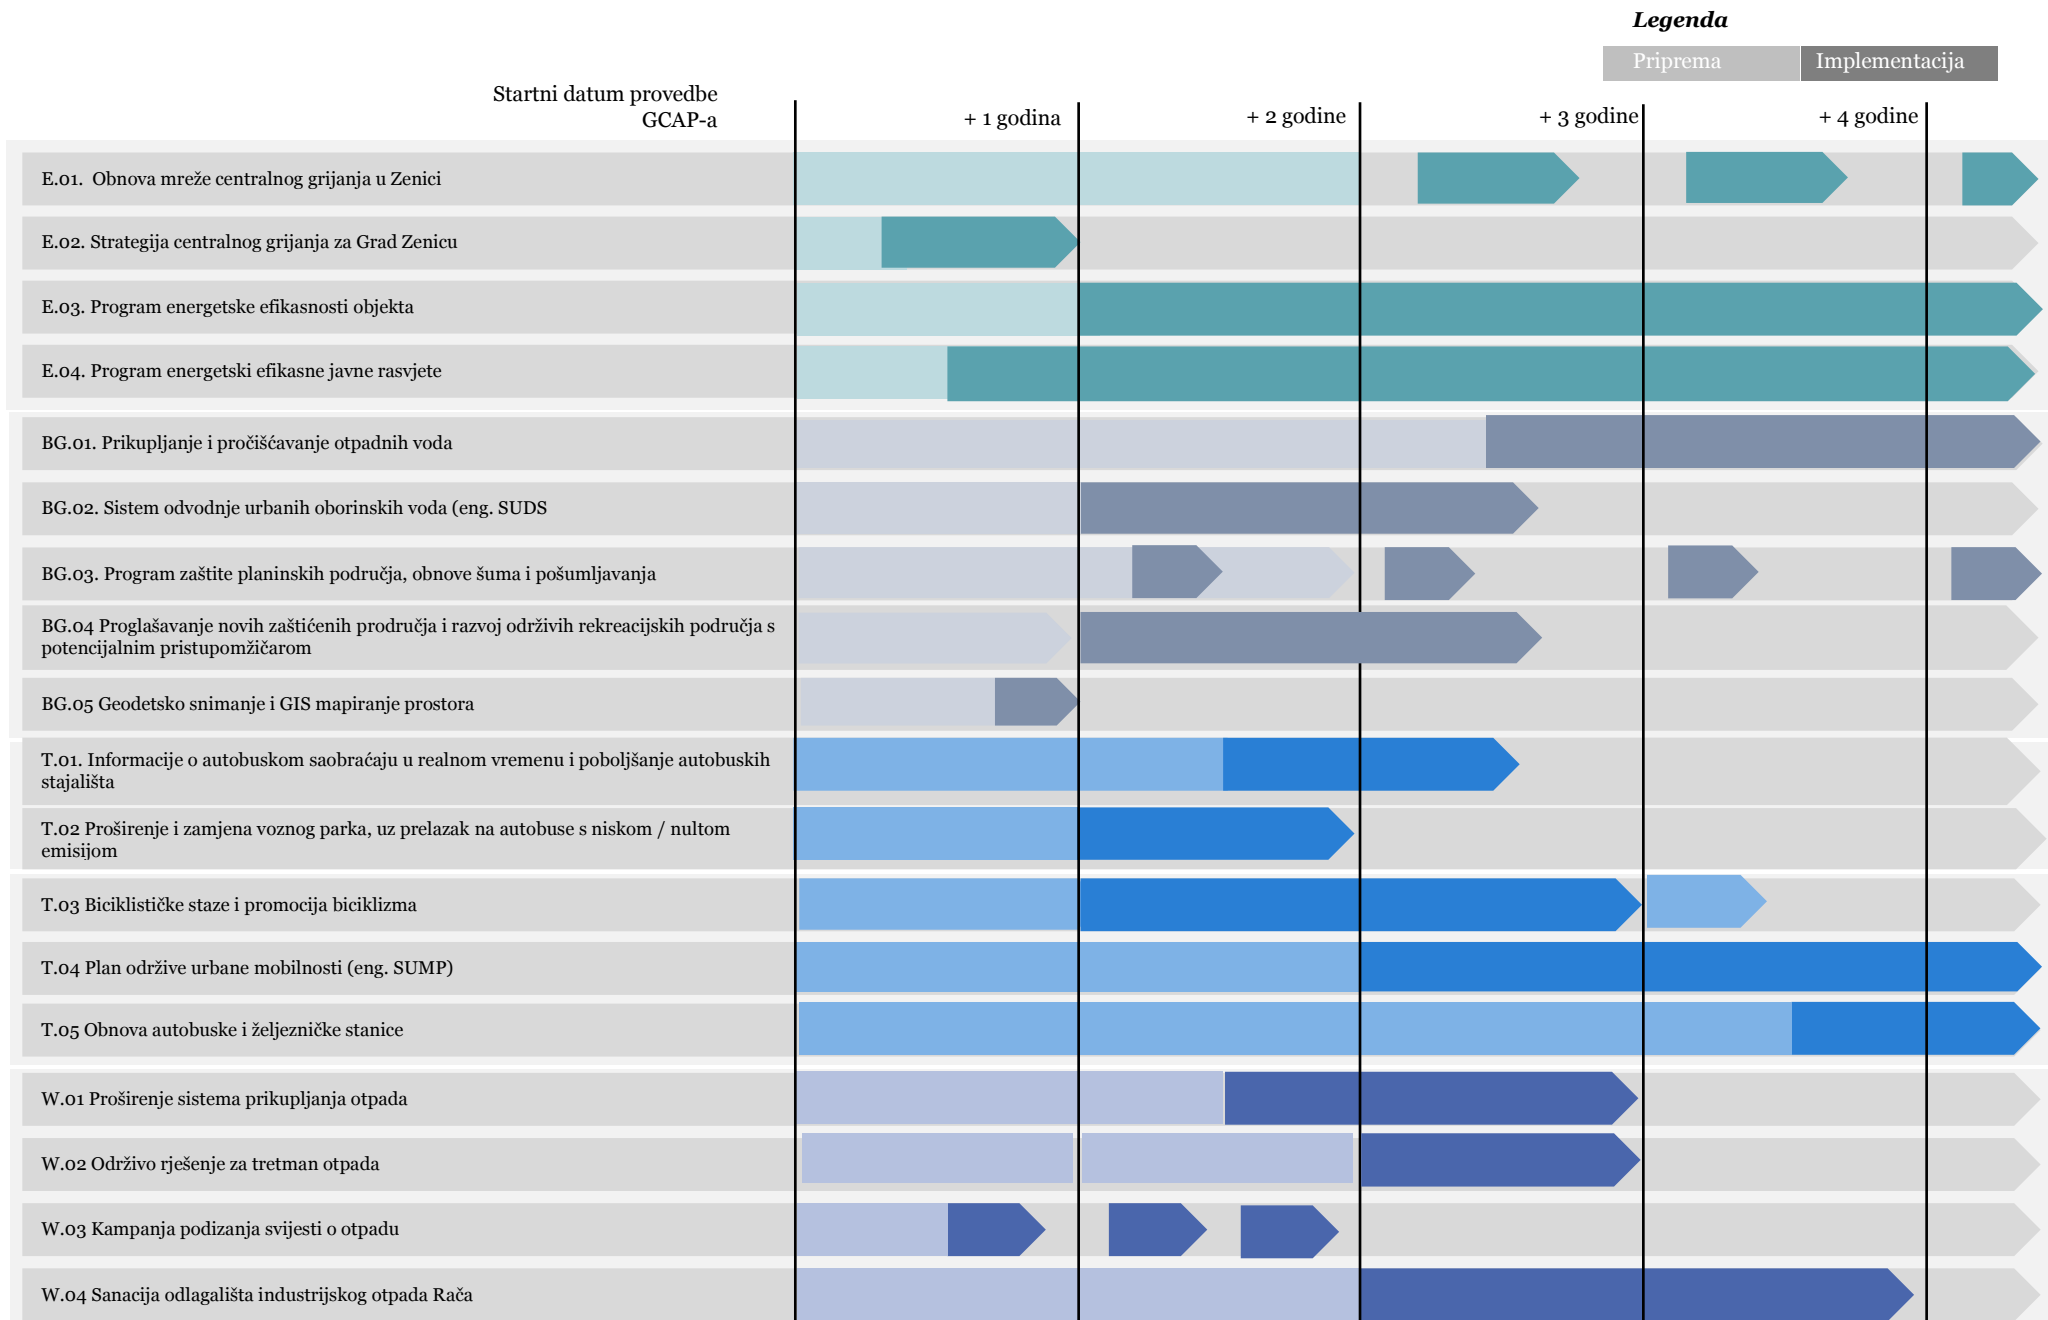 Legenda
Priprema
Implementacija
Startni datum provedbe
GCAP-a
+ 1 godina
+ 2 godine
+ 3 godine
+ 4 godine
E.01. Obnova mreže centralnog grijanja u Zenici
E.02. Strategija centralnog grijanja za Grad Zenicu
E.03. Program energetske efikasnosti objekta
E.04. Program energetski efikasne javne rasvjete
BG.01. Prikupljanje i pročišćavanje otpadnih voda
BG.02. Sistem odvodnje urbanih oborinskih voda (eng. SUDS
BG.03. Program zaštite planinskih područja, obnove šuma i pošumljavanja
BG.04 Proglašavanje novih zaštićenih prodručja i razvoj održivih rekreacijskih područja s
potencijalnim pristupomžičarom
BG.05 Geodetsko snimanje i GIS mapiranje prostora
T.01. Informacije o autobuskom saobraćaju u realnom vremenu i poboljšanje autobuskih
stajališta
T.02 Proširenje i zamjena voznog parka, uz prelazak na autobuse s niskom / nultom
emisijom
T.03 Biciklističke staze i promocija biciklizma
T.04 Plan održive urbane mobilnosti (eng. SUMP)
T.05 Obnova autobuske i željezničke stanice
W.01 Proširenje sistema prikupljanja otpada
W.02 Održivo rješenje za tretman otpada
W.03 Kampanja podizanja svijesti o otpadu
W.04 Sanacija odlagališta industrijskog otpada Rača